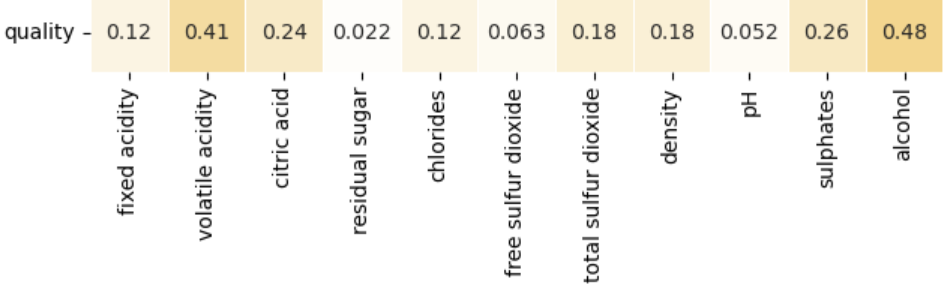 quality 0.12 0.41 0.24 0.022 0.12 0.063 0.18 0.18 0.052 0.26 0.48
fixed acidity
volatile acidity
citric acid
residual sugar
chlorides
free sulfur dioxide
total sulfur dioxide
density
pH
sulphates
alcohol